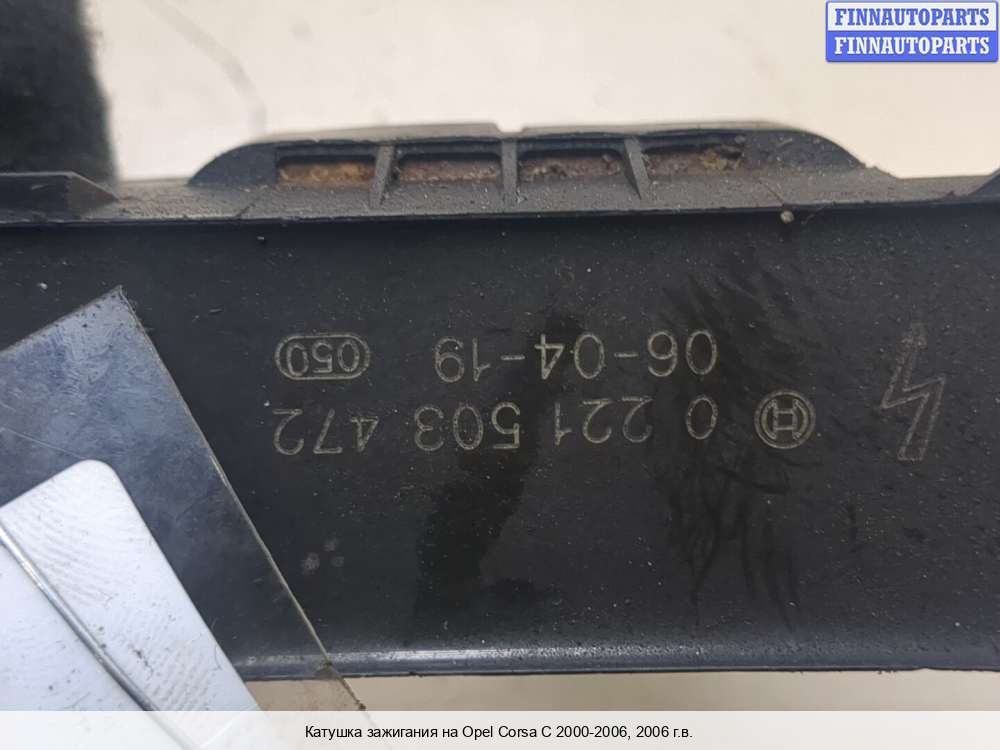 FINNAUTOPARTS
FINNAUTOPARTS
0 221 503 472
06-04-19 050
Катушка зажигания на Opel Corsa C 2000-2006, 2006 г.в.